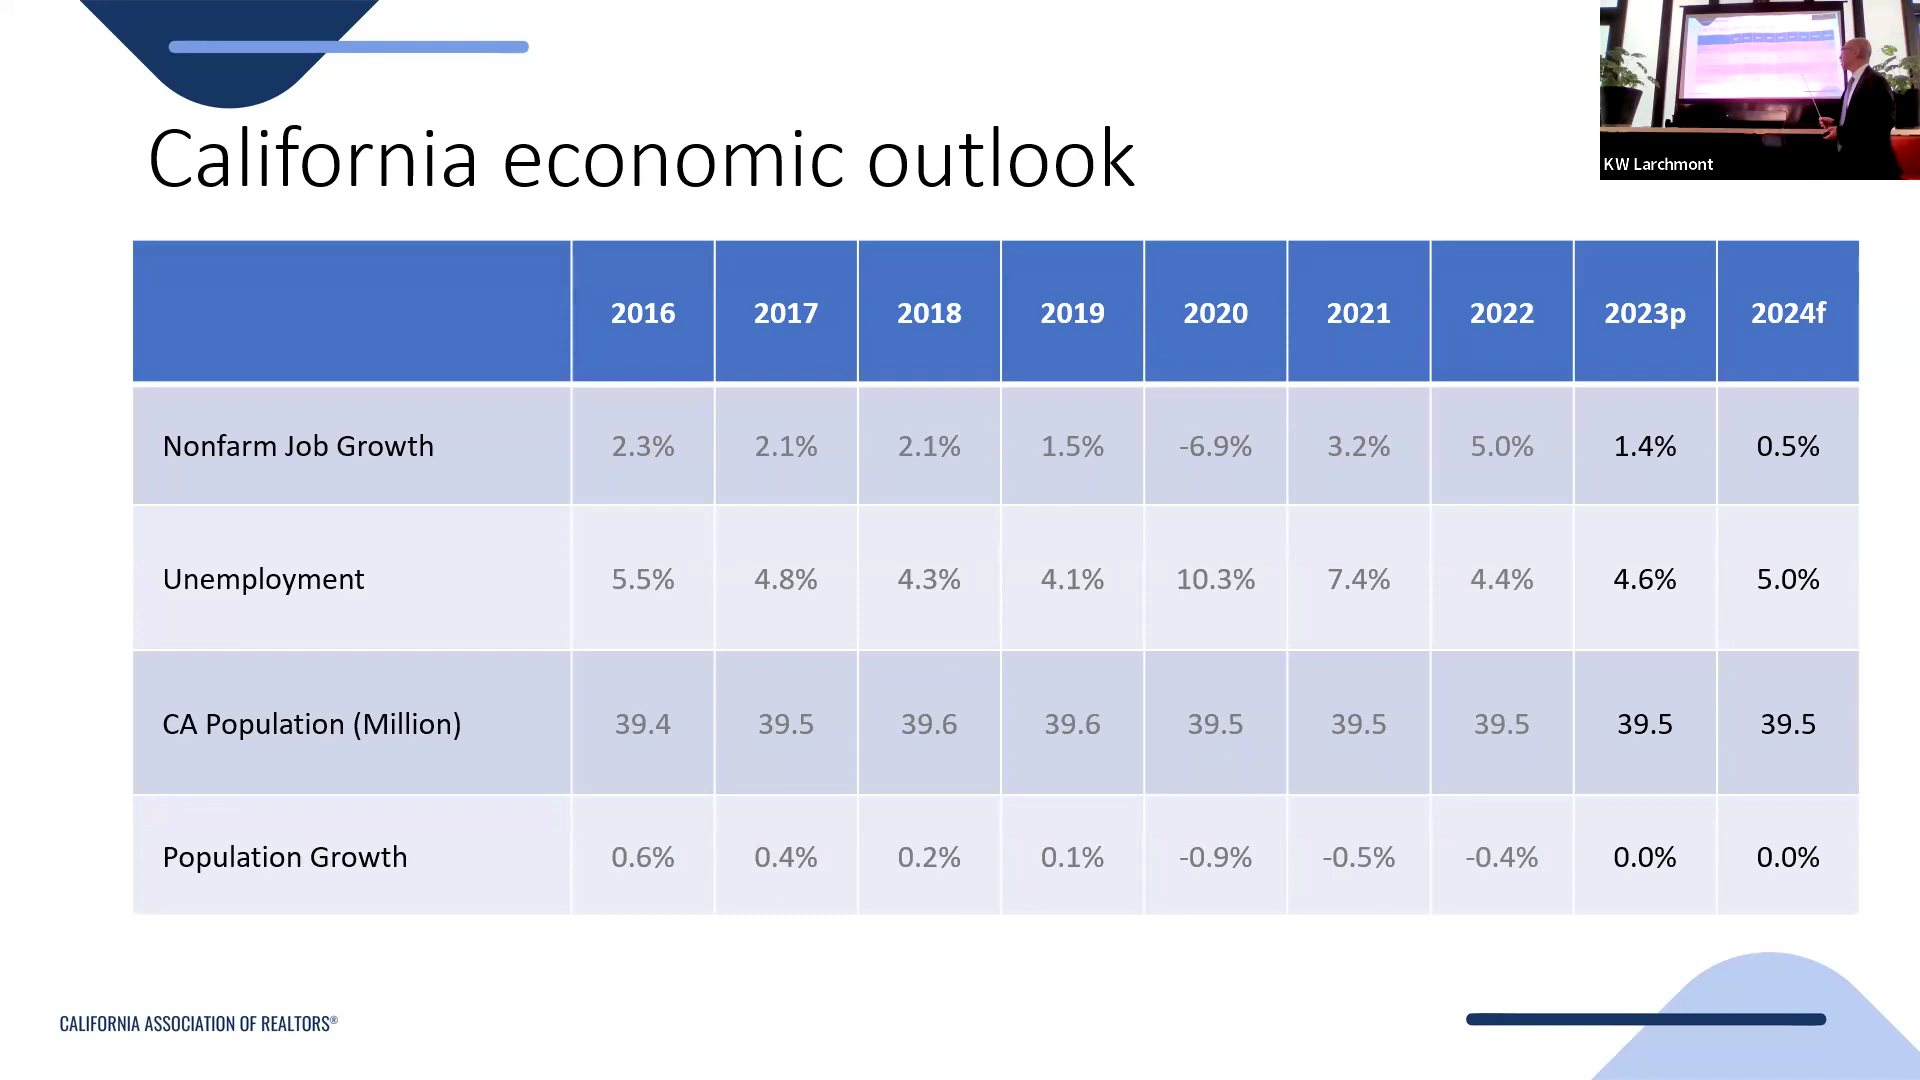 KW Larchmont
California economic outlook
2016 2017 2018 2019 2020 2021 2022 2023p 2024f
Nonfarm Job Growth 2.3% 2.1% 2.1% 1.5% -6.9% 3.2% 5.0% 1.4% 0.5%
Unemployment 5.5% 4.8% 4.3% 4.1% 10.3% 7.4% 4.4% 4.6% 5.0%
CA Population (Million) 39.4 39.5 39.6 39.6 39.5 39.5 39.5 39.5 39.5
Population Growth 0.6% 0.4% 0.2% 0.1% -0.9% -0.5% -0.4% 0.0% 0.0%
CALIFORNIA ASSOCIATION OF REALTORS®